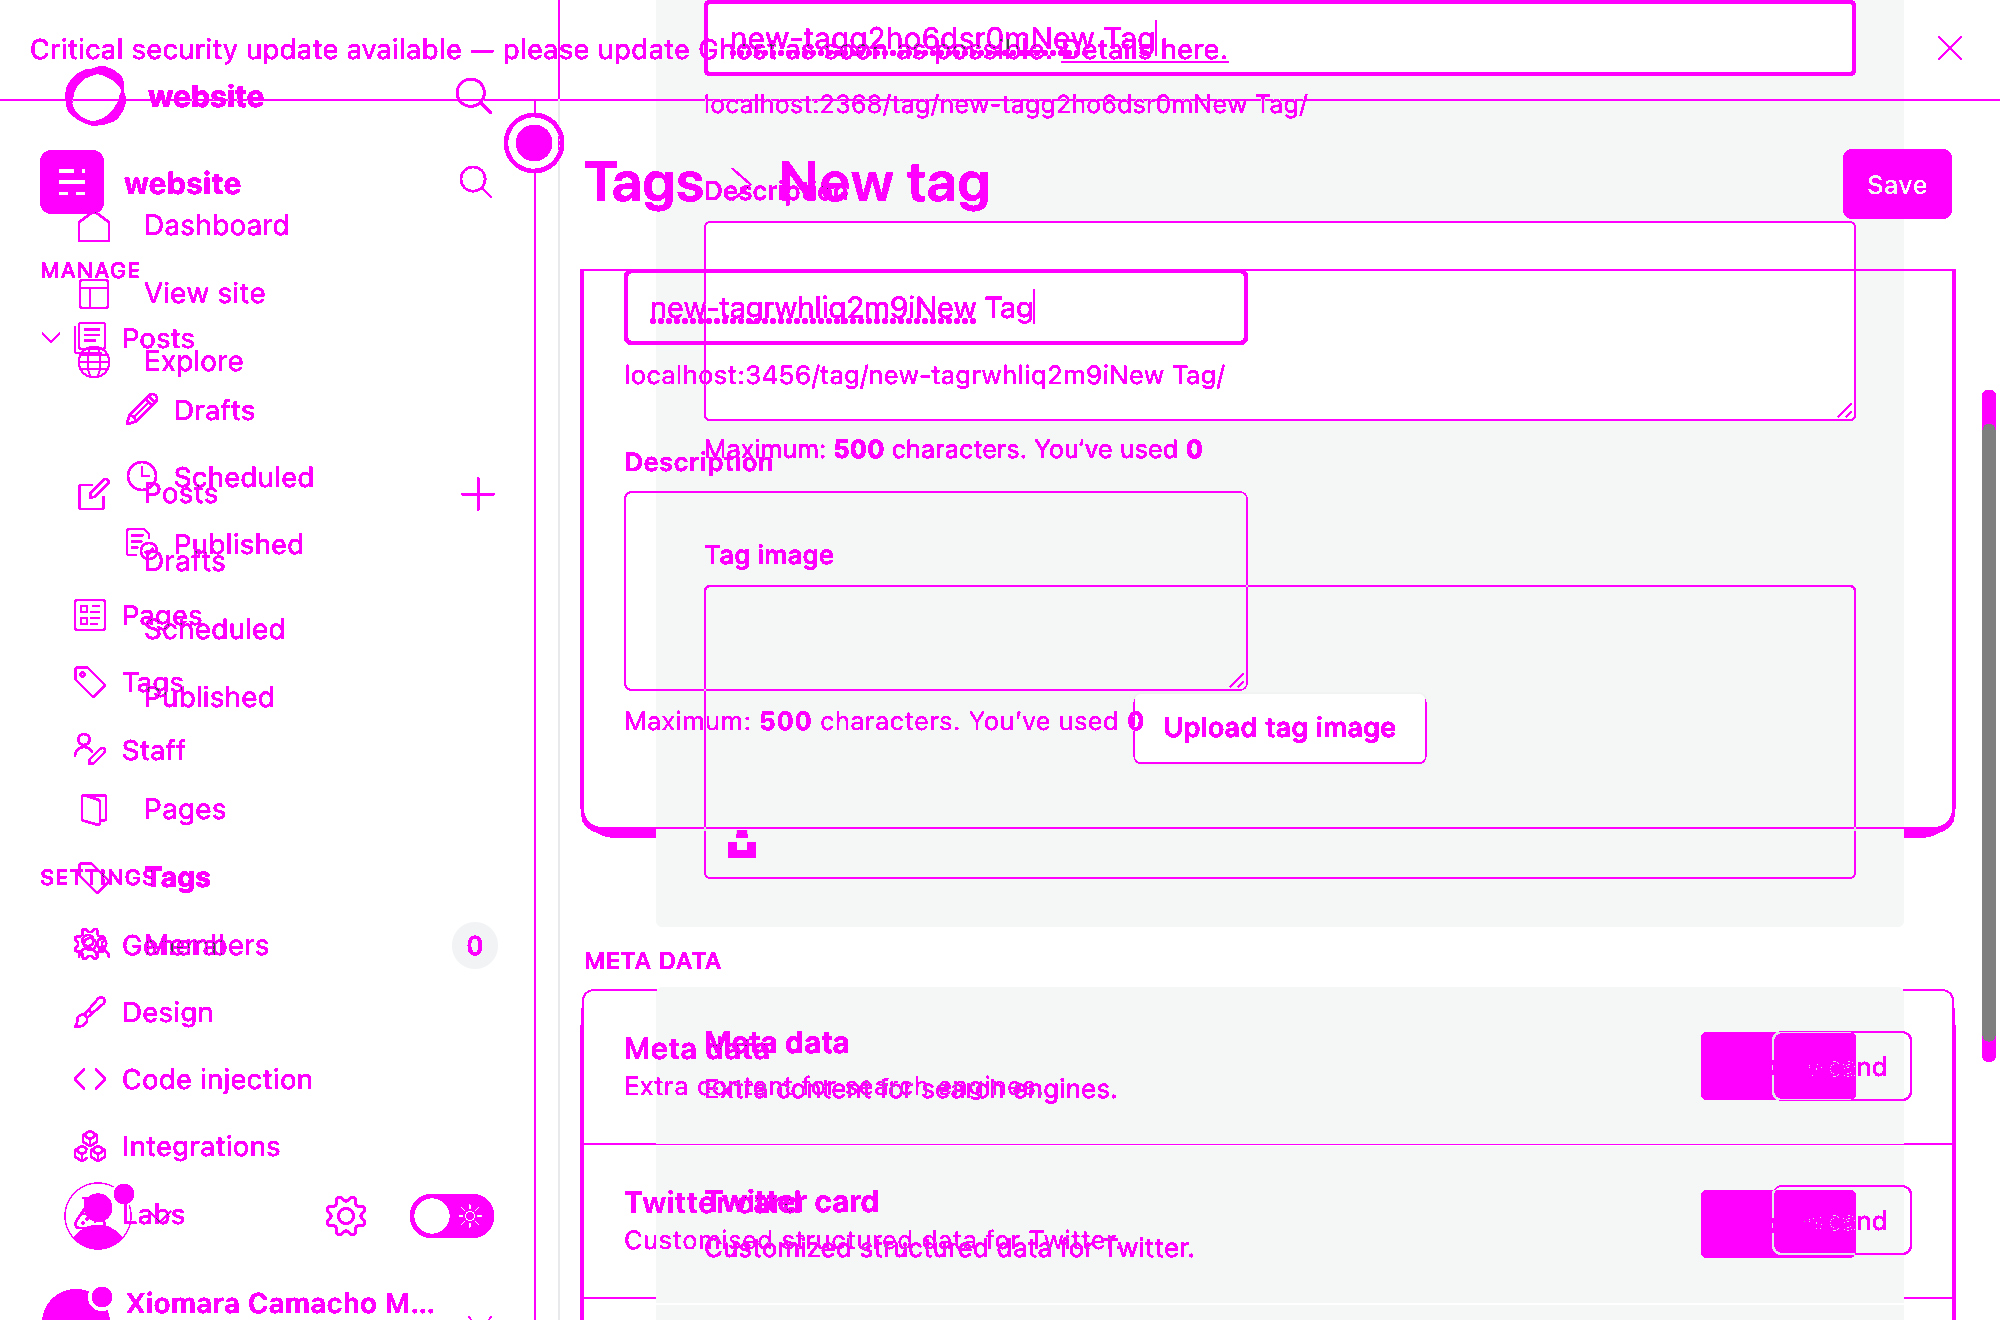 new-tagg2ho6dsr0mNew Tag
Critical security update available — please update Ghost as soon as possible. Details here.
website
localhost:2368/tag/new-tagg2ho6dsr0mNew Tag/
website
Tags
New tag
Description
Save
Dashboard
MANAGE
View site
new-tagrwhliq2m9iNew Tag
Posts
Explore
localhost:3456/tag/new-tagrwhliq2m9iNew Tag/
Drafts
Maximum: 500 characters. You've used 0
Description
Scheduled
Posts
Published
Drafts
Tag image
Pages
Scheduled
Tags
Published
Maximum: 500 characters. You've used 0
Upload tag image
Staff
Pages
SETTINGS
Tags
General
Members
0
META DATA
Design
Meta data
Meta data
Extra content for search engines.
Extra content for search engines.
Code injection
Integrations
Twitter card
Twitter card
Labs
Customised structured data for Twitter.
Customized structured data for Twitter.
Xiomara Camacho M...